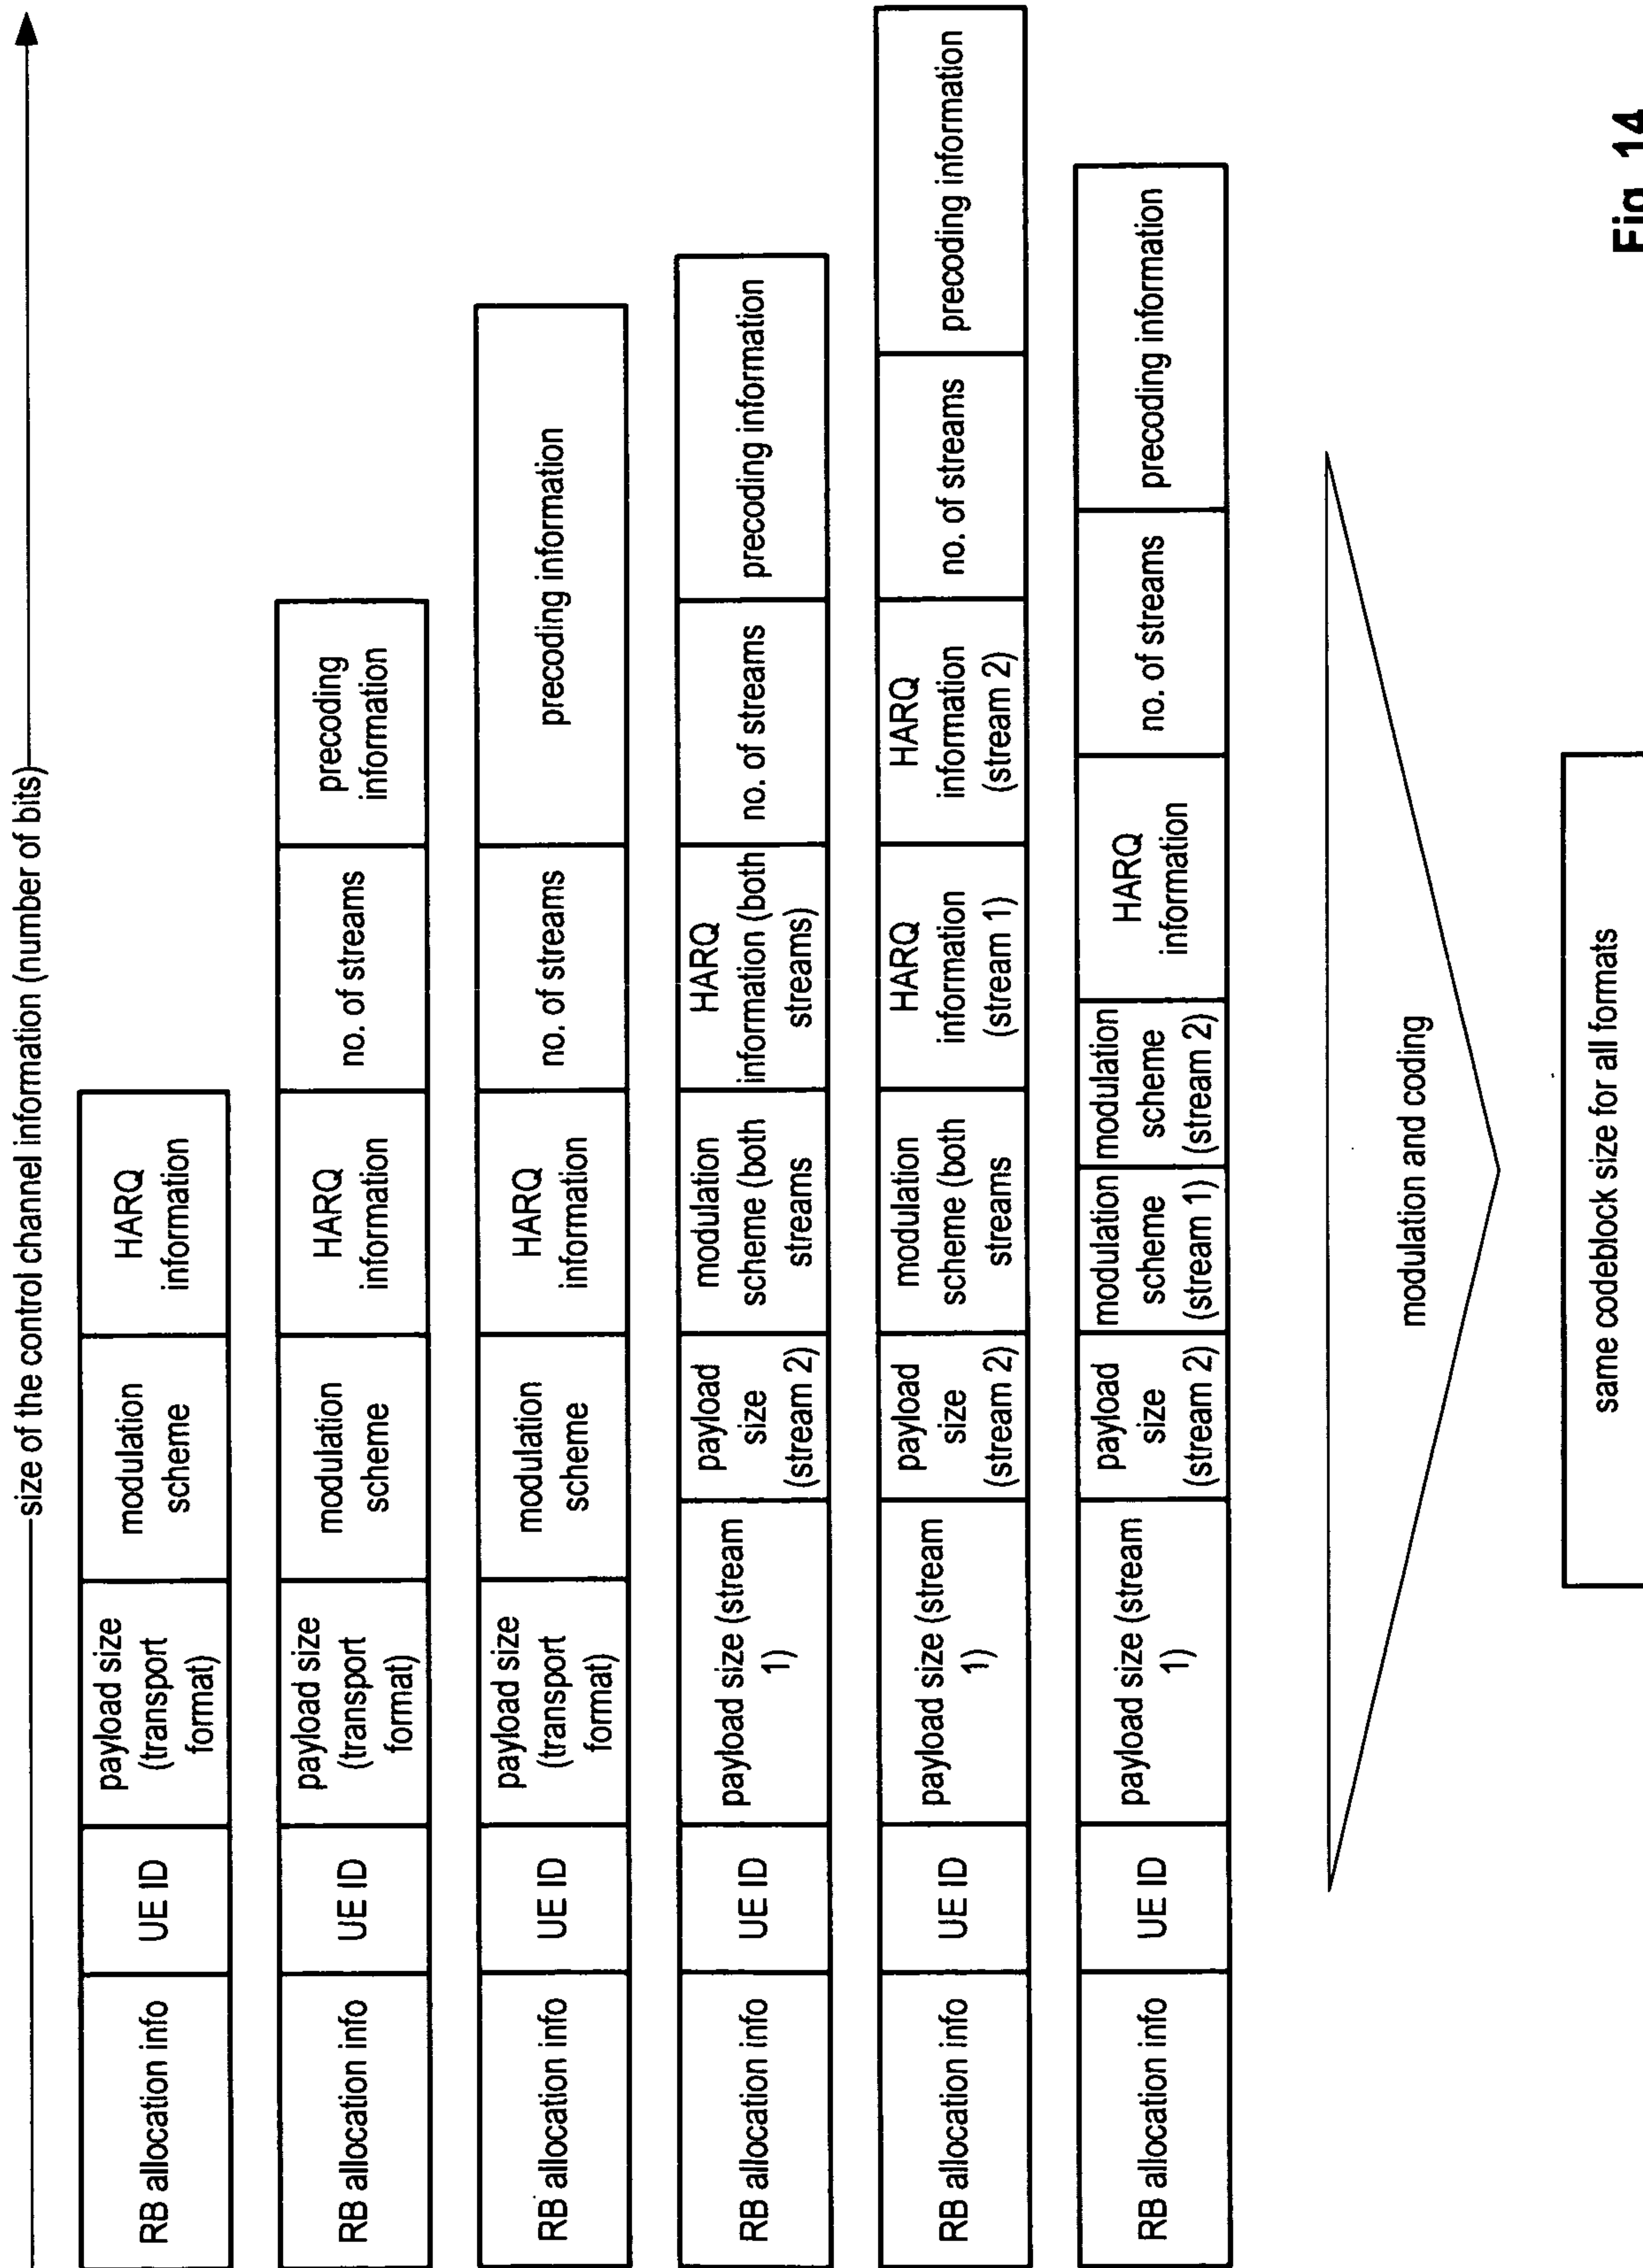 size of the control channel information (number of bits)
RB allocation info
UE ID
payload size
(transport
format)
modulation
scheme
HARQ
information
RB allocation info
UE ID
payload size
(transport
format)
modulation
scheme
HARQ
information
no. of streams
precoding
information
RB allocation info
UE ID
payload size
(transport
format)
modulation
scheme
HARQ
information
no. of streams
precoding information
RB allocation info
UE ID
payload size (stream
1)
payload
size
(stream 2)
modulation
scheme (both
streams
HARQ
information (both
streams)
no. of streams
precoding information
RB allocation info
UE ID
payload size (stream
1)
payload
size
(stream 2)
modulation
scheme (both
streams
HARQ
information
(stream 1)
HARQ
information
(stream 2)
no. of streams
precoding information
RB allocation info
UE ID
payload size (stream
1)
payload
size
(stream 2)
modulation
scheme
(stream 1)
modulation
scheme
(stream 2)
HARQ
information
no. of streams
precoding information
modulation and coding
same codeblock size for all formats
Fig. 14